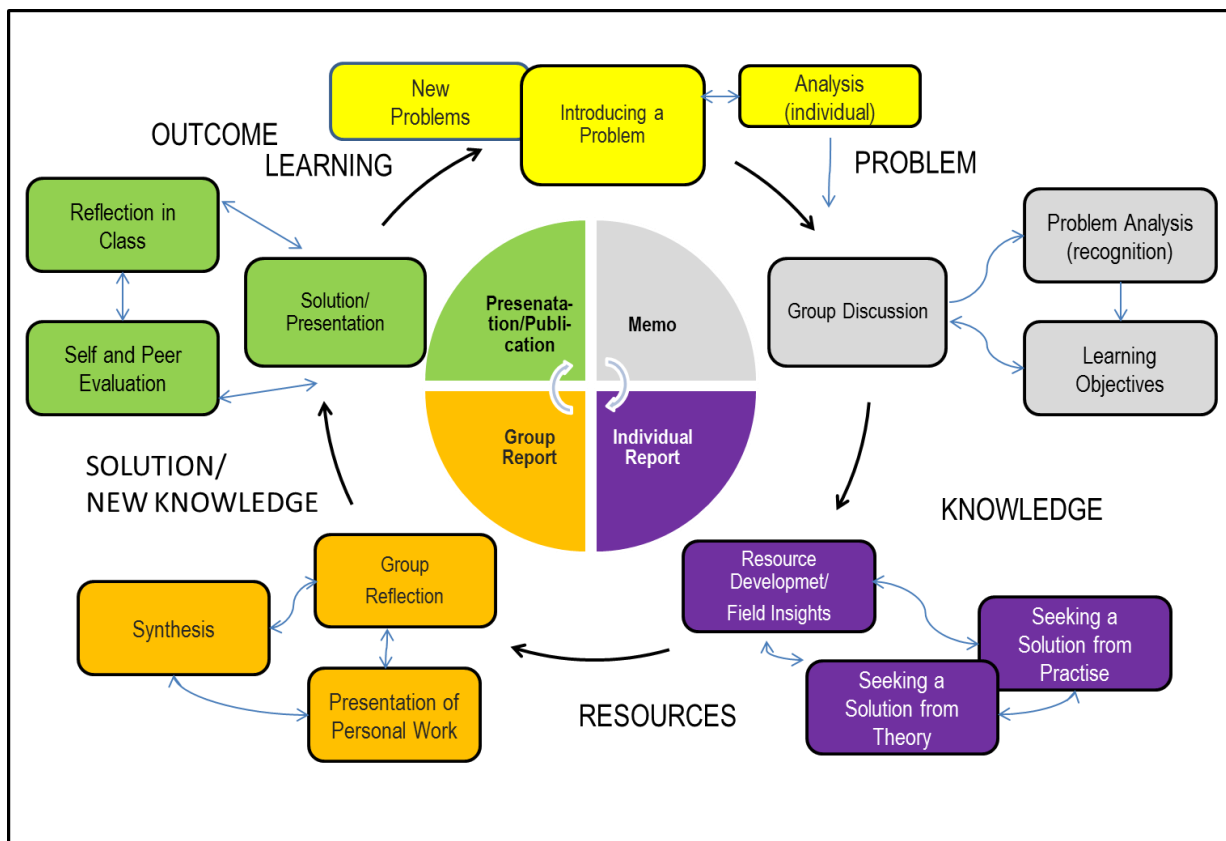 New
Problems
Introducing a
Problem
Analysis
(individual)
OUTCOME
LEARNING
PROBLEM
Reflection in
Class
Problem Analysis
(recognition)
Solution/
Presentation
Presenata-
tation/Publi-
cation
Memo
Group Discussion
Self and Peer
Evaluation
Learning
Objectives
Group
Report
Individual
Report
SOLUTION/
NEW KNOWLEDGE
KNOWLEDGE
Group
Reflection
Resource
Developmet/
Field Insights
Synthesis
Seeking a
Solution from
Practise
Presentation of
Personal Work
RESOURCES
Seeking a
Solution from
Theory